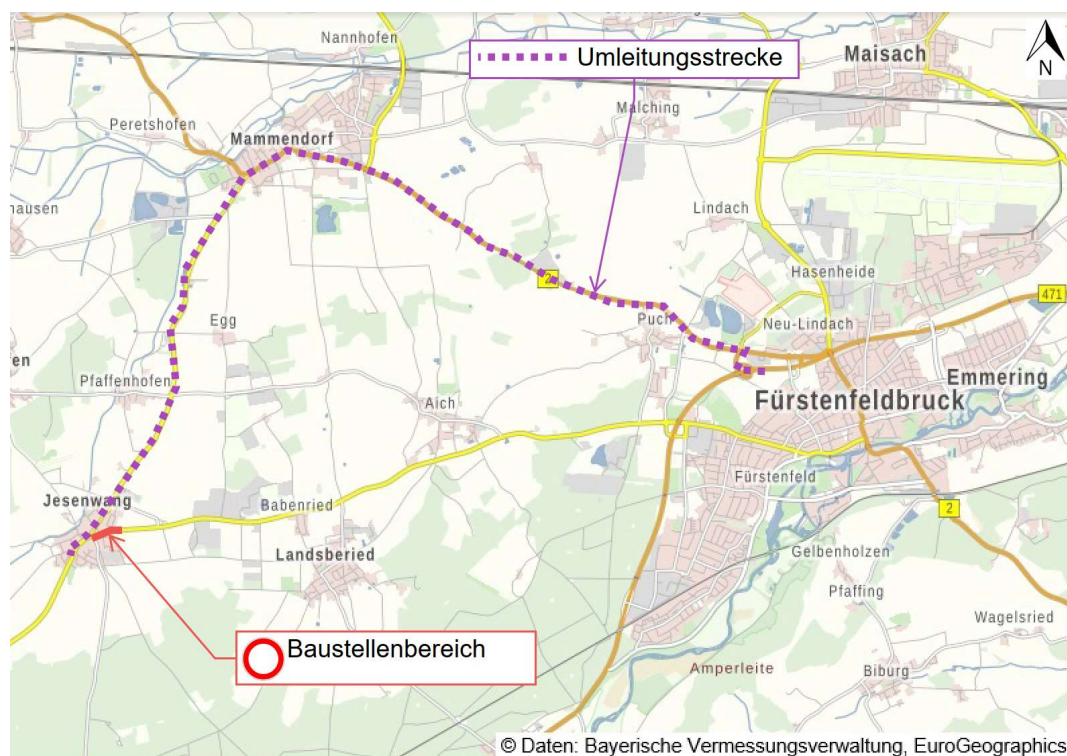 Nannhofen
Umleitungsstrecke
Maisach
N
Malching
Peretshofen
Mammendorf
hausen
Lindach
Hasenheide
2
471
Egg
Puch
Neu-Lindach
en
Pfaffenhofen
Aich
Emmering
Fürstenfeldbruck
Fürstenfeld
Jesenwang
Babenried
2
Landsberied
Gelbenholzen
Pfaffing
Wagelsried
Baustellenbereich
Amperleite
Biburg
© Daten: Bayerische Vermessungsverwaltung, EuroGeographics